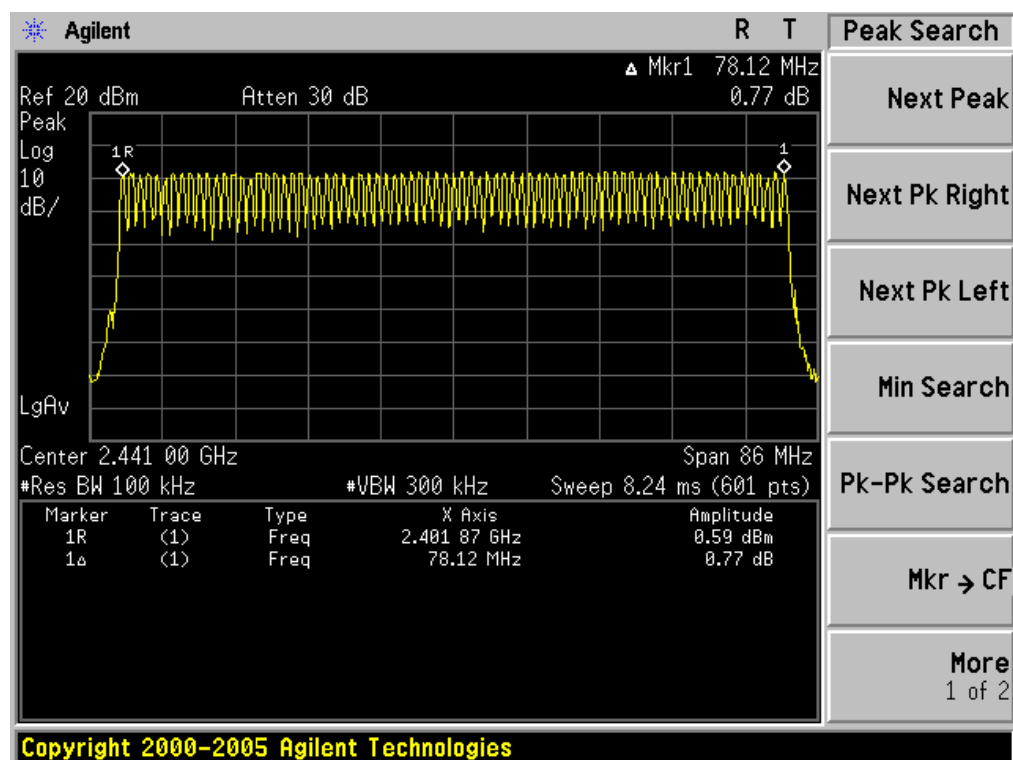 Agilent R T Peak Search
Δ Mkr1 78.12 MHz
Ref 20 dBm Atten 30 dB 0.77 dB
Peak
Log
10
dB/
1R
1
LgAv
Center 2.441 00 GHz Span 86 MHz
#Res BW 100 kHz #VBW 300 kHz Sweep 8.24 ms (601 pts)
Marker Trace Type X Axis Amplitude
1R (1) Freq 2.401 87 GHz 0.59 dBm
1Δ (1) Freq 78.12 MHz 0.77 dB
Next Peak
Next Pk Right
Next Pk Left
Min Search
Pk-Pk Search
Mkr → CF
More
1 of 2
Copyright 2000-2005 Agilent Technologies